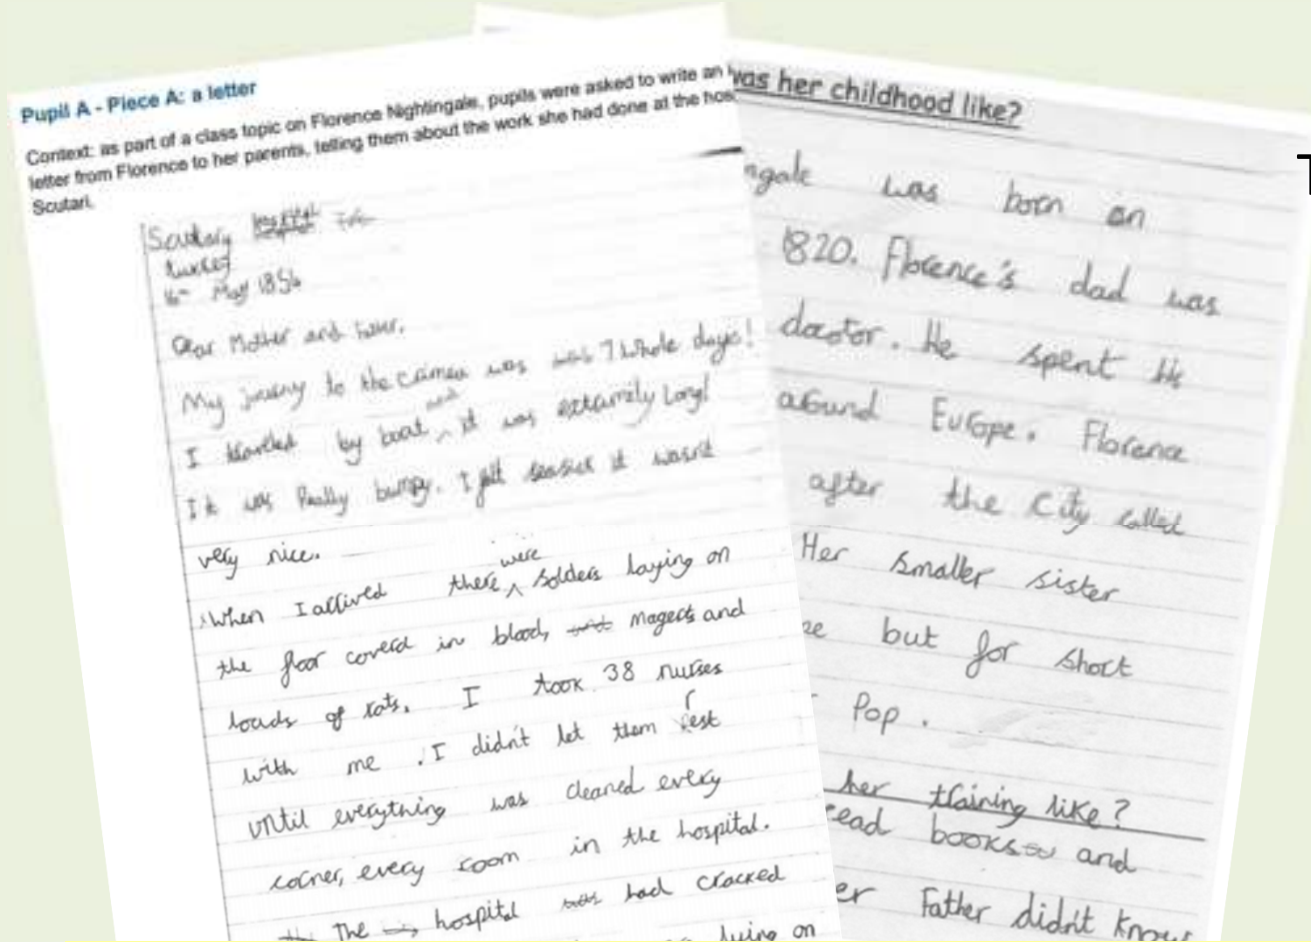 Pupil A - Piece A: a letter
Context: as part of a class topic on Florence Nightingale, pupils were asked to write an
letter from Florence to her parents, telling them about the work she had done at the hos
Scutari.
Scutary
May 1856
Dear Mother and
My to the crimea was was 7 whole days!
I by boat and it was Long!
It was Really bumpy. I felt seasick it wasn't
very nice.
When I arrived there were solders laying on
the floor coverd in blood, magets and
loads of rats. I took 38 nurses
with me . I didn't let them rest
until everything was cleaned every
corner, every room in the hospital.
The hospital had cracked
lying on
was her childhood like?
ngale was born on
1820. Florence's dad was
doctor. He spent his
around Europe. Florence
after the city called
Her smaller sister
but for short
Pop.
her training like?
read books and
er Father didn't know
T